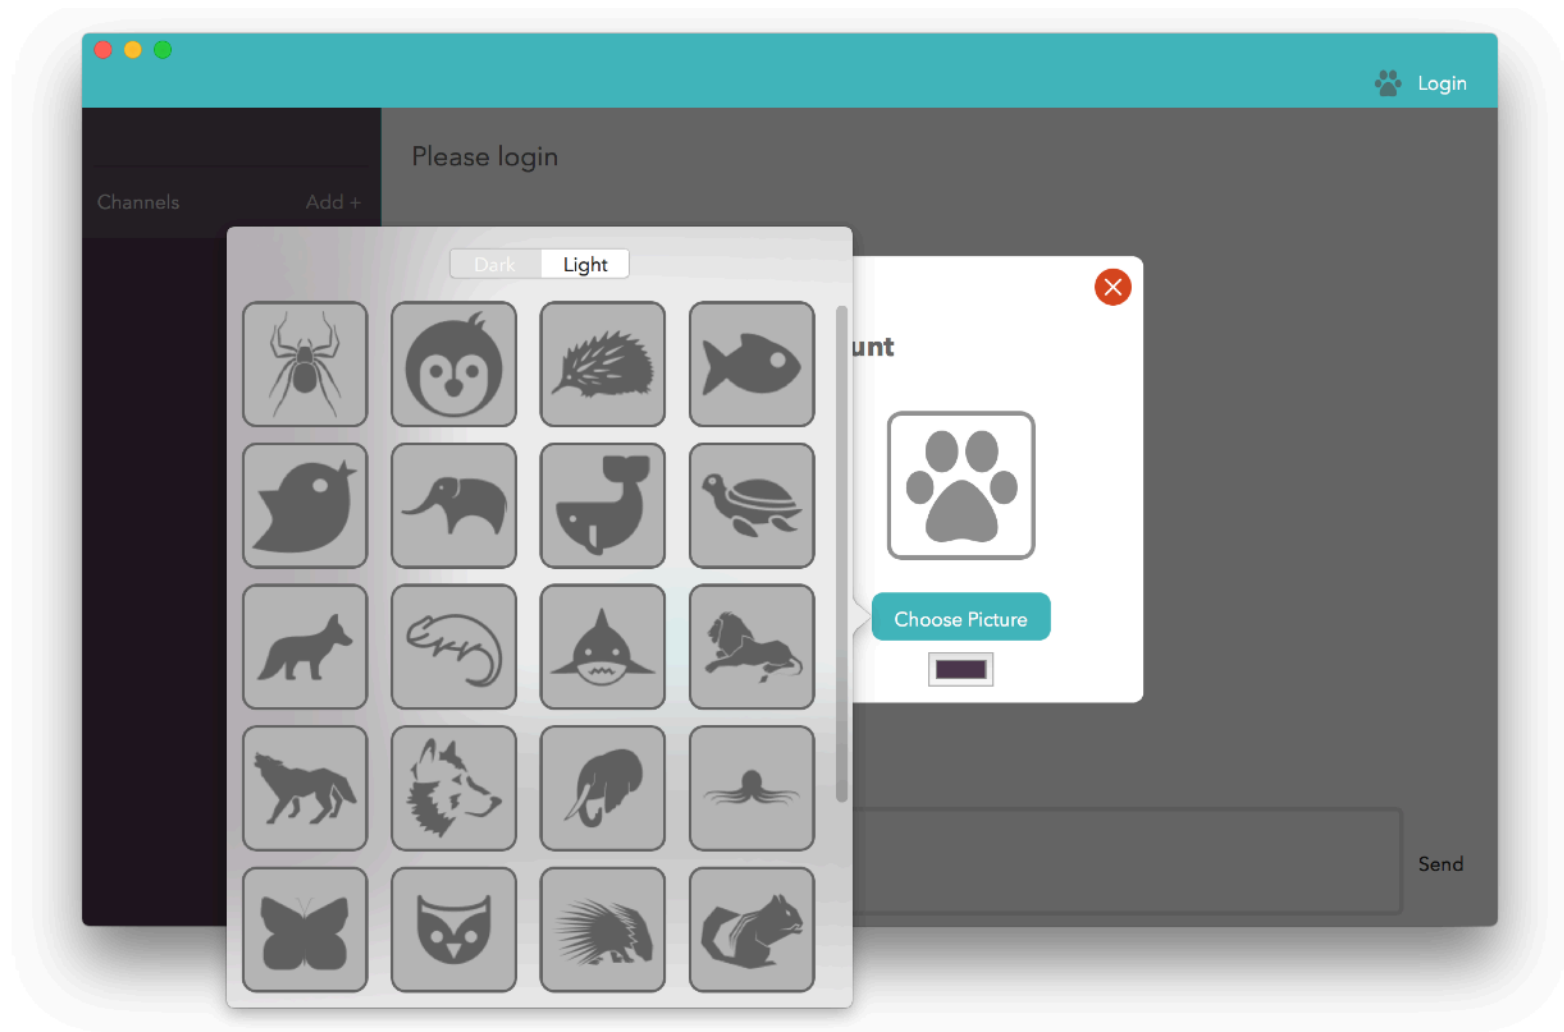 Login
Please login
Channels
Add +
Dark
Light
unt
Choose Picture
Send